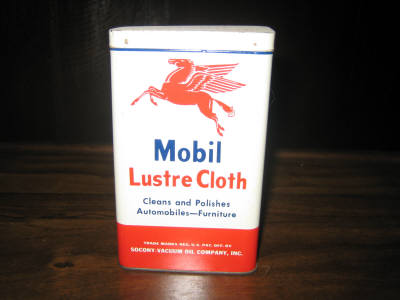 Mobil
Lustre Cloth
Cleans and Polishes
Automobiles—Furniture
TRADE MARKS REG. U.S. PAT. OFF. BY
SOCONY-VACUUM OIL COMPANY, INC.